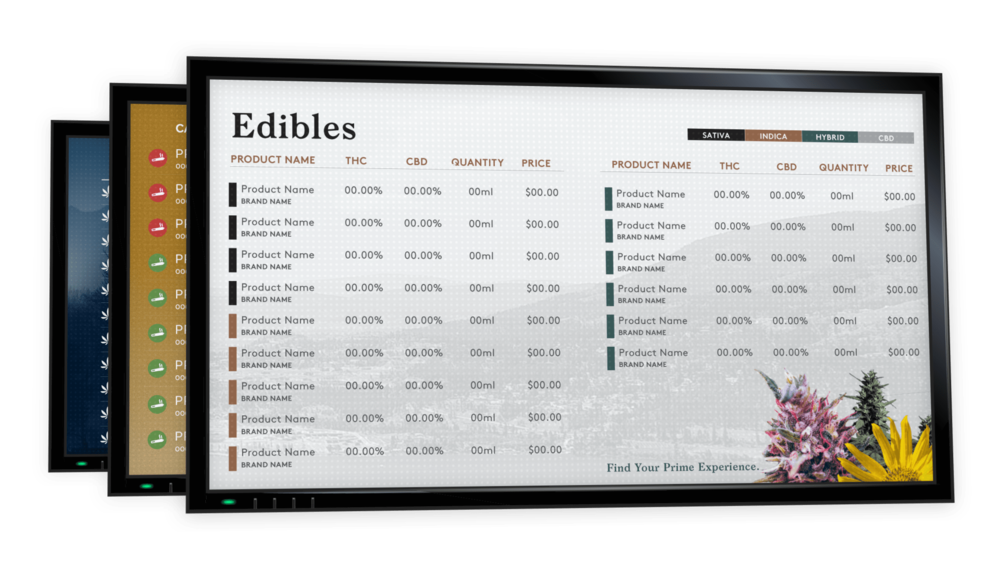 Edibles
SATIVA INDICA HYBRID CBD
PRODUCT NAME THC CBD QUANTITY PRICE
Product Name 00.00% 00.00% 00ml $00.00
BRAND NAME
Product Name 00.00% 00.00% 00ml $00.00
BRAND NAME
Product Name 00.00% 00.00% 00ml $00.00
BRAND NAME
Product Name 00.00% 00.00% 00ml $00.00
BRAND NAME
Product Name 00.00% 00.00% 00ml $00.00
BRAND NAME
Product Name 00.00% 00.00% 00ml $00.00
BRAND NAME
Product Name 00.00% 00.00% 00ml $00.00
BRAND NAME
Product Name 00.00% 00.00% 00ml $00.00
BRAND NAME
Product Name 00.00% 00.00% 00ml $00.00
BRAND NAME
PRODUCT NAME THC CBD QUANTITY PRICE
Product Name 00.00% 00.00% 00ml $00.00
BRAND NAME
Product Name 00.00% 00.00% 00ml $00.00
BRAND NAME
Product Name 00.00% 00.00% 00ml $00.00
BRAND NAME
Product Name 00.00% 00.00% 00ml $00.00
BRAND NAME
Product Name 00.00% 00.00% 00ml $00.00
BRAND NAME
Product Name 00.00% 00.00% 00ml $00.00
BRAND NAME
Find Your Prime Experience.